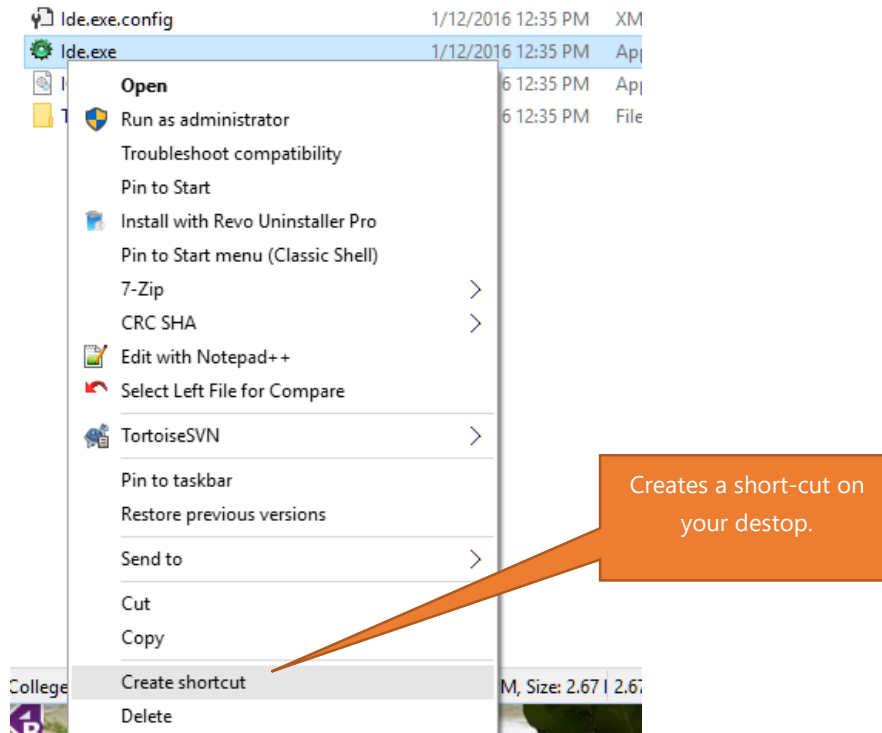 Ide.exe.config 1/12/2016 12:35 PM XM
Ide.exe 1/12/2016 12:35 PM App
6 12:35 PM App
6 12:35 PM File
Open
Run as administrator
Troubleshoot compatibility
Pin to Start
Install with Revo Uninstaller Pro
Pin to Start menu (Classic Shell)
7-Zip
CRC SHA
Edit with Notepad++
Select Left File for Compare
TortoiseSVN
Pin to taskbar
Restore previous versions
Send to
Cut
Copy
Create shortcut
Delete
Creates a short-cut on
your destop.
College M, Size: 2.67 2.67